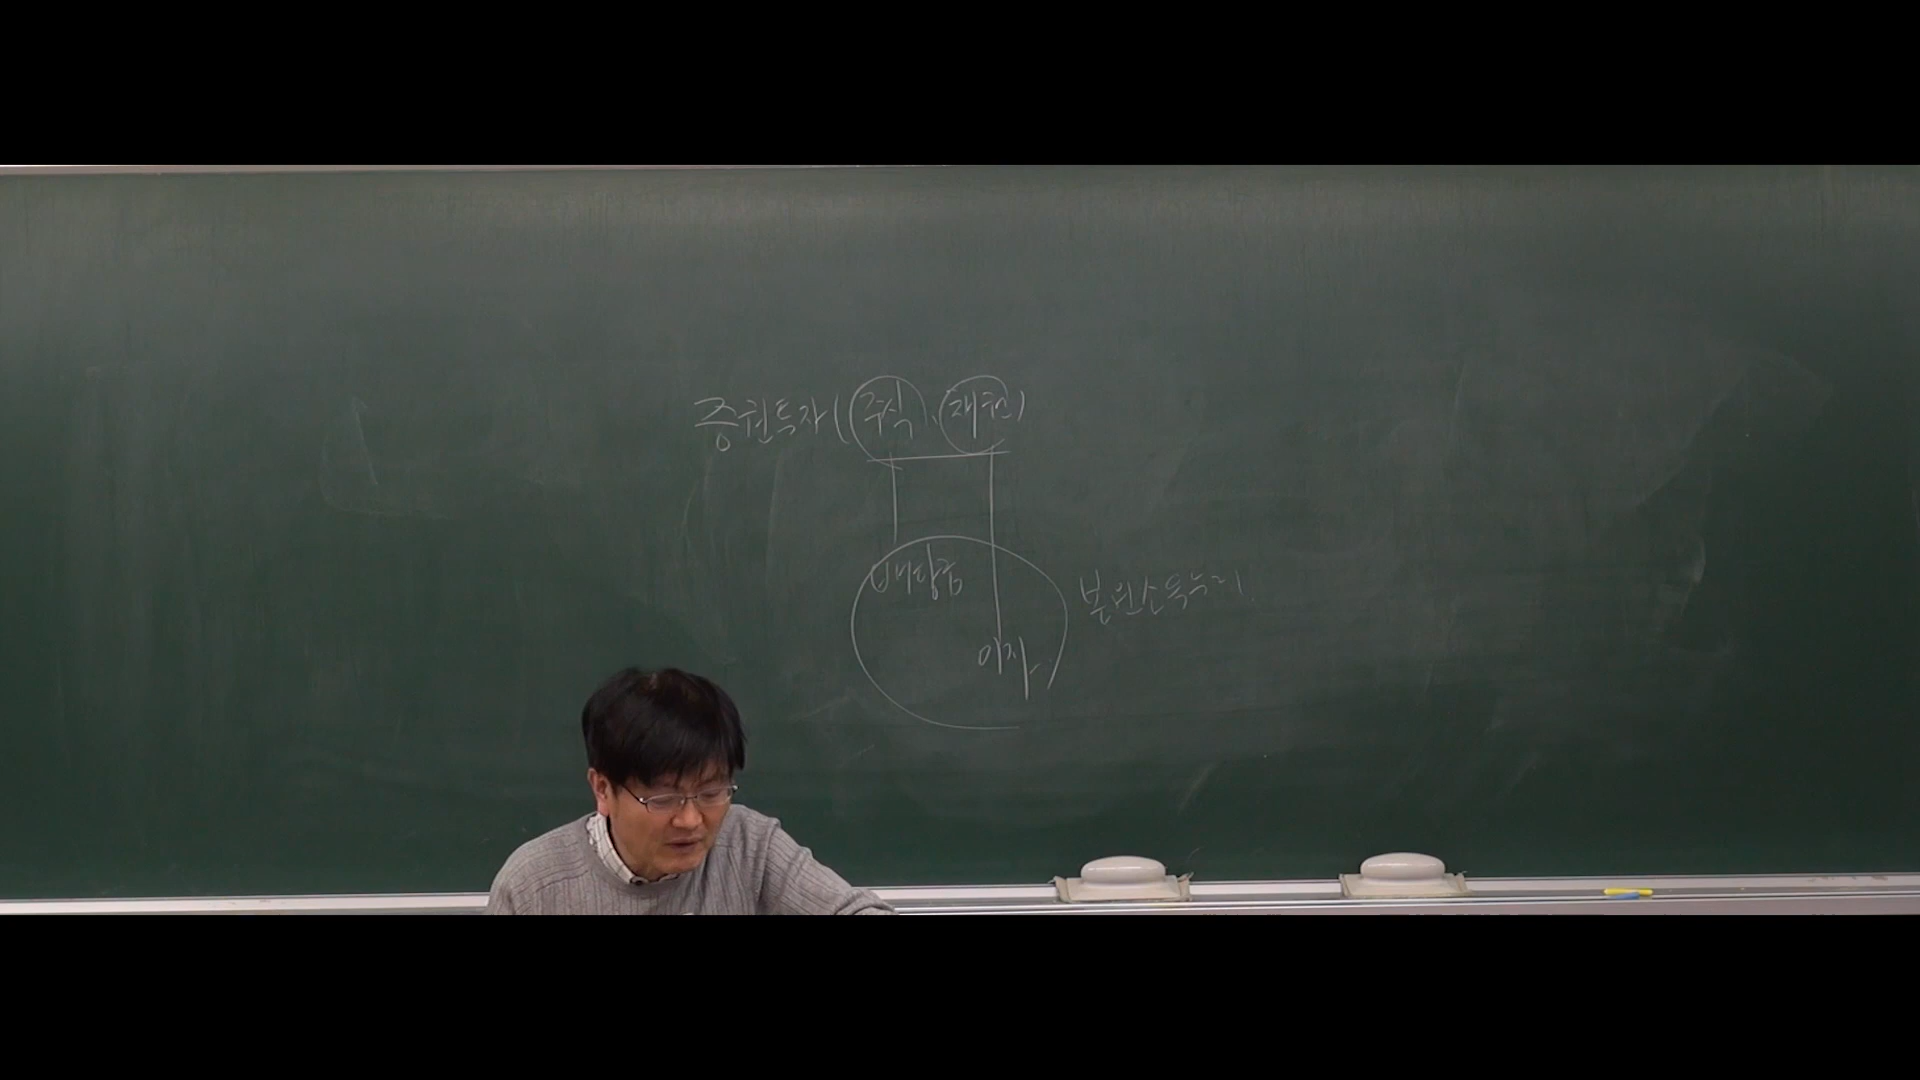 증권투자(주식, 채권)
배당금
본원소득수지
이자